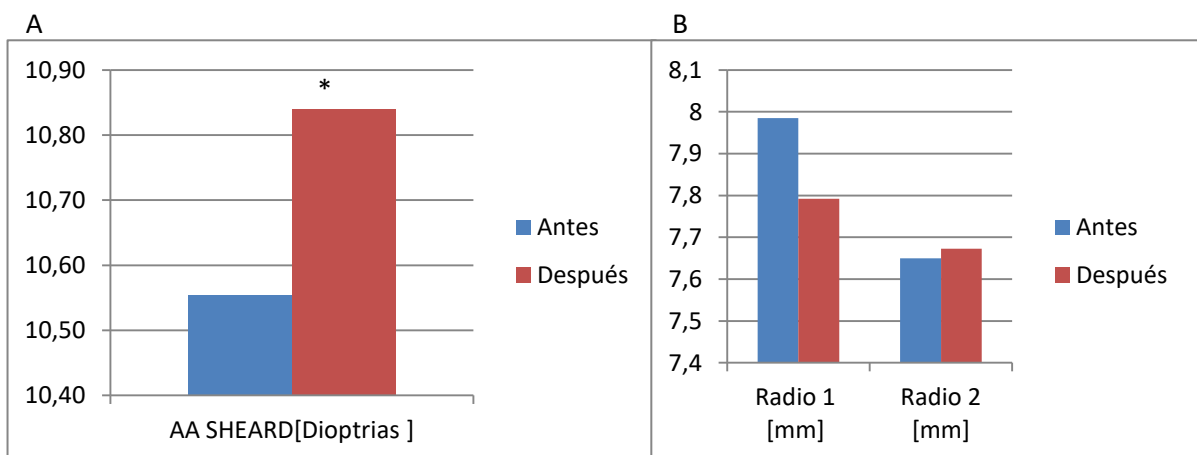 A
10,90
10,80
10,70
10,60
10,50
10,40
*
AA SHEARD[Dioptrias ]
Antes
Después
B
8,1
8
7,9
7,8
7,7
7,6
7,5
7,4
Radio 1
[mm]
Radio 2
[mm]
Antes
Después